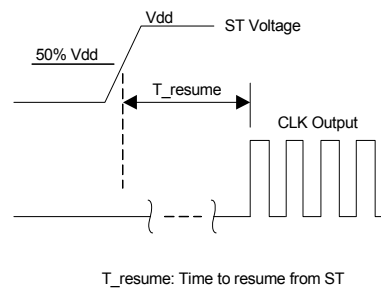 Vdd
ST Voltage
50% Vdd
T_resume
CLK Output
T_resume: Time to resume from ST